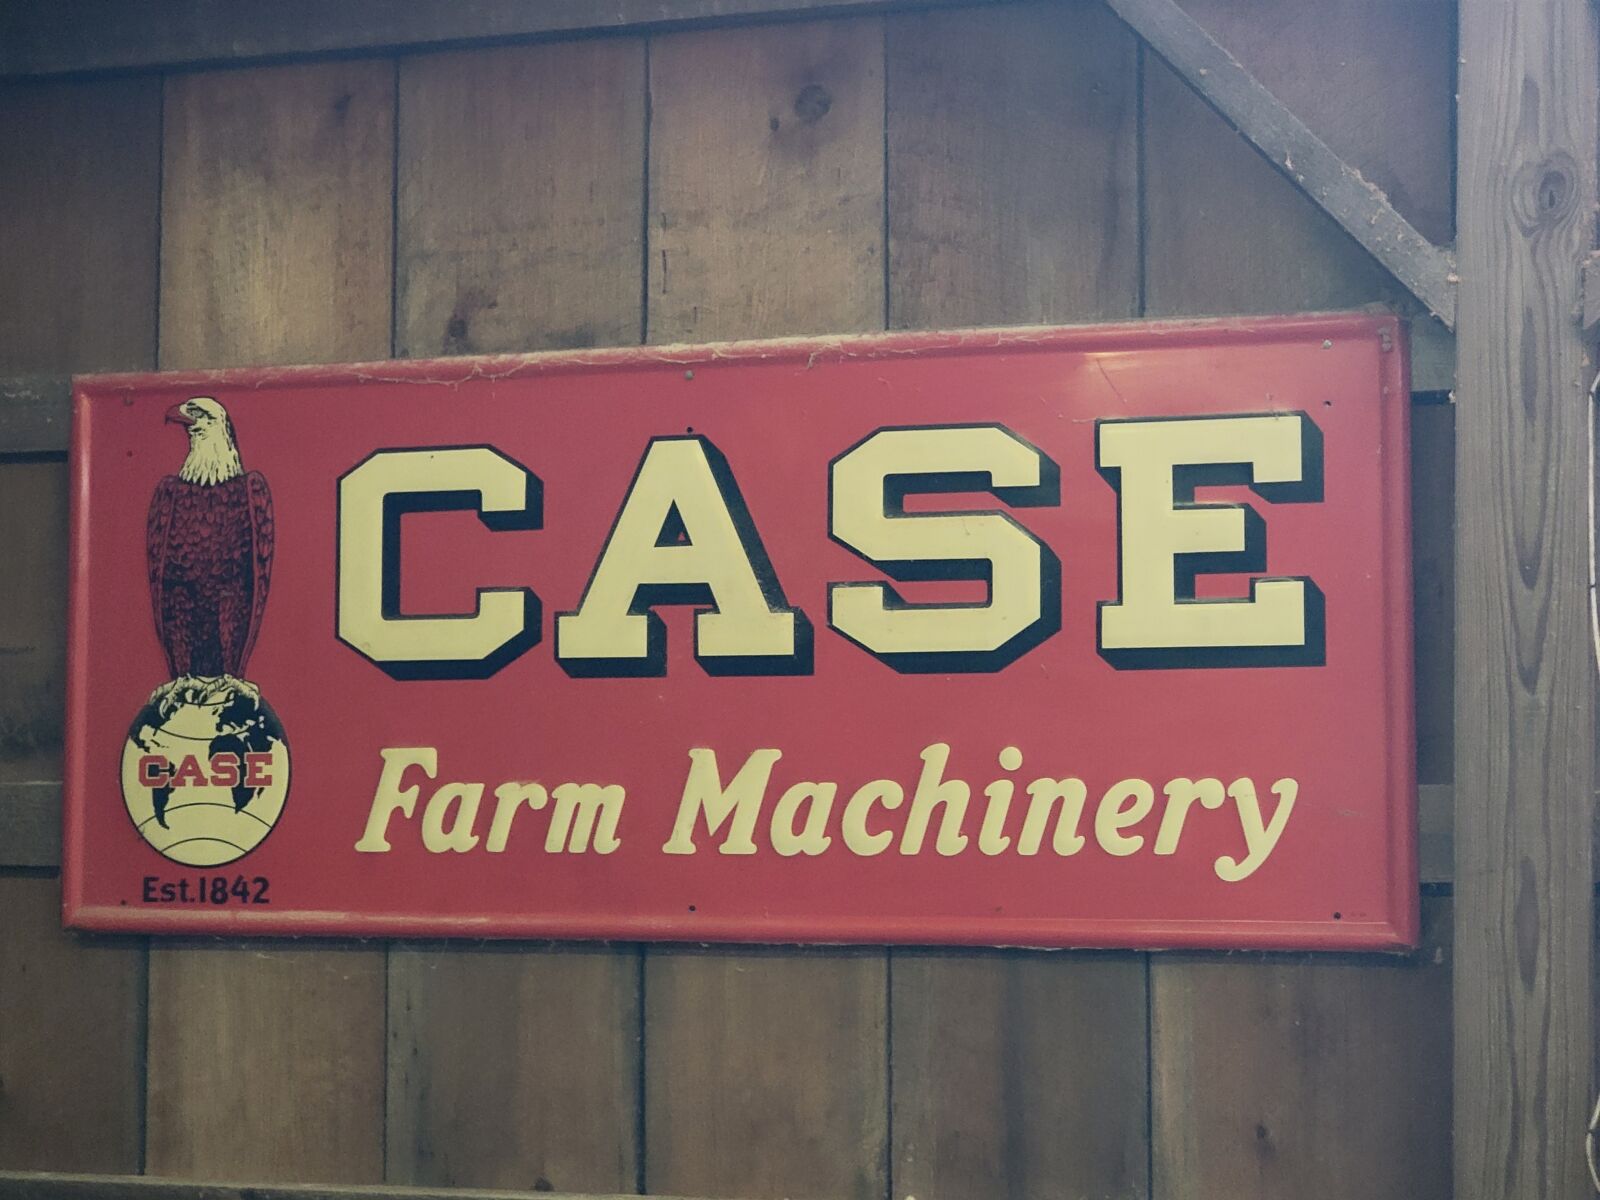 CASE
Farm Machinery
CASE
Est.1842